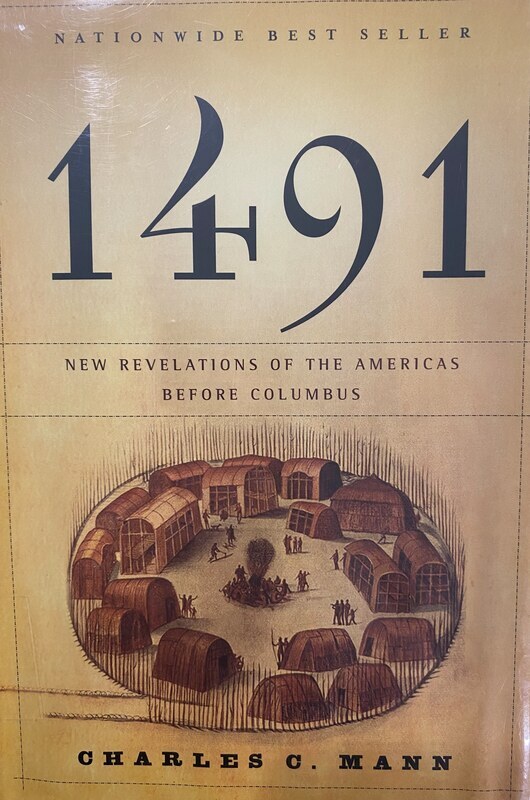 NATIONWIDE BEST SELLER
1491
NEW REVELATIONS OF THE AMERICAS
BEFORE COLUMBUS
CHARLES C. MANN